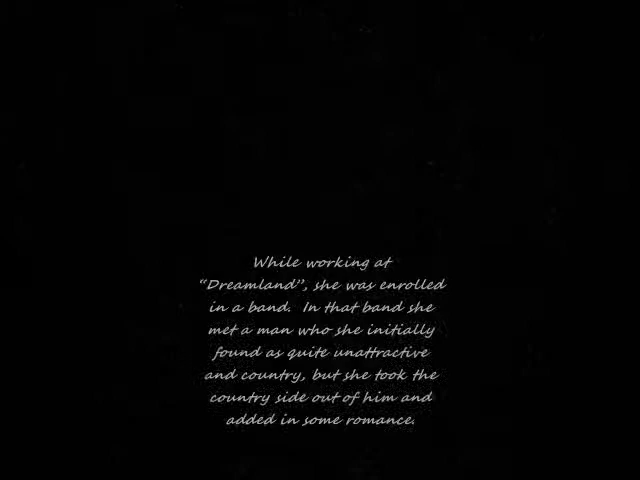 While working at
“Dreamland”, she was enrolled
in a band.  In that band she
met a man who she initially
found as quite unattractive
and country, but she took the
country side out of him and
added in some romance.